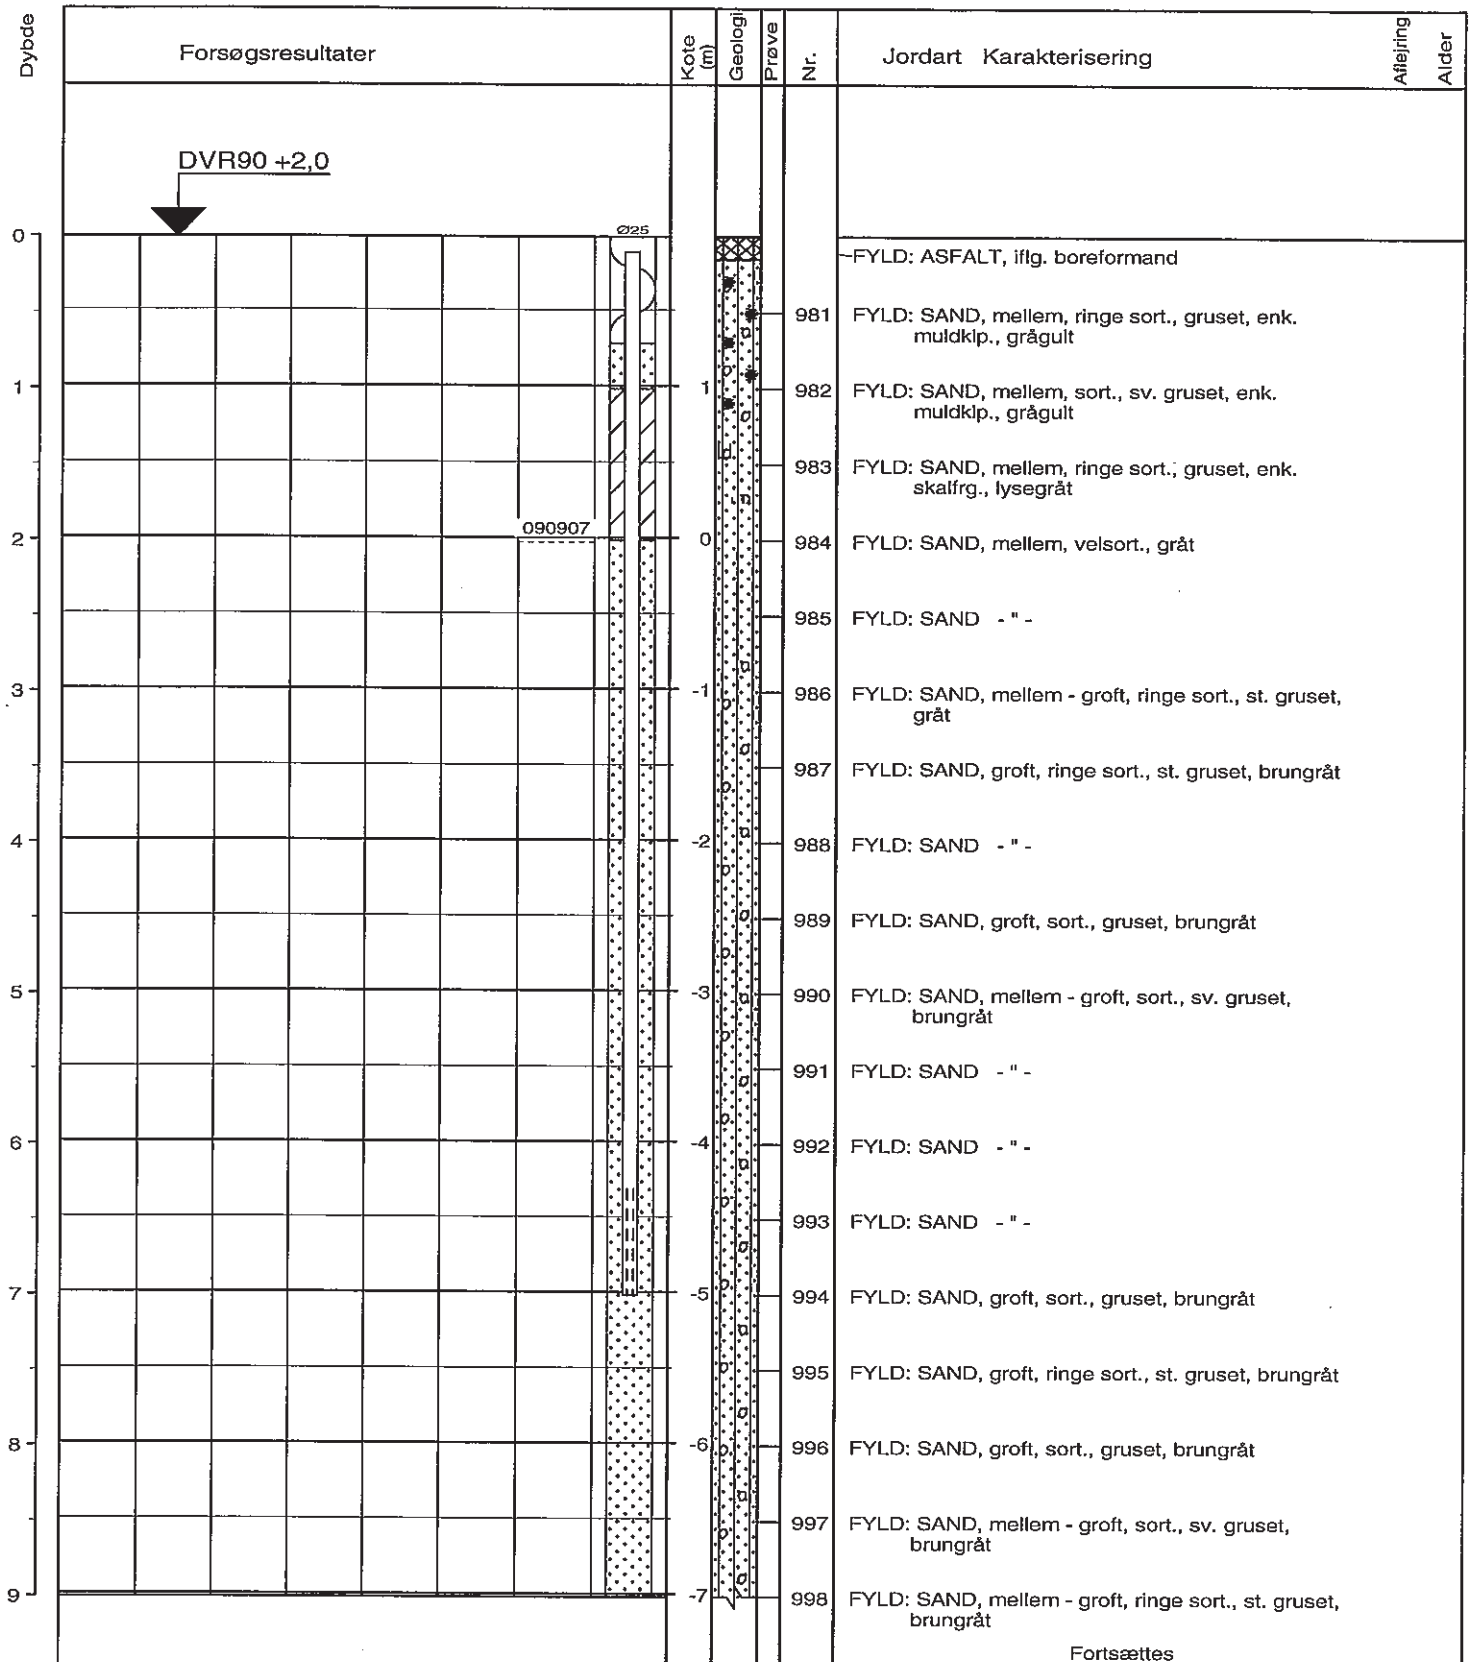 Dybde
Forsøgsresultater
Kote (m)
Geologi
Prøve
Nr.
Jordart Karakterisering
Aflejring
Alder
DVR90 +2,0
0
Ø25
FYLD: ASFALT, iflg. boreformand
981 FYLD: SAND, mellem, ringe sort., gruset, enk.
muldklp., grågult
1 1 982 FYLD: SAND, mellem, sort., sv. gruset, enk.
muldklp., grågult
983 FYLD: SAND, mellem, ringe sort., gruset, enk.
skalfrg., lysegråt
090907
2 0 984 FYLD: SAND, mellem, velsort., gråt
985 FYLD: SAND - " -
3 -1 986 FYLD: SAND, mellem - groft, ringe sort., st. gruset,
gråt
987 FYLD: SAND, groft, ringe sort., st. gruset, brungråt
4 -2 988 FYLD: SAND - " -
989 FYLD: SAND, groft, sort., gruset, brungråt
5 -3 990 FYLD: SAND, mellem - groft, sort., sv. gruset,
brungråt
991 FYLD: SAND - " -
6 -4 992 FYLD: SAND - " -
993 FYLD: SAND - " -
7 -5 994 FYLD: SAND, groft, sort., gruset, brungråt
995 FYLD: SAND, groft, ringe sort., st. gruset, brungråt
8 -6 996 FYLD: SAND, groft, sort., gruset, brungråt
997 FYLD: SAND, mellem - groft, sort., sv. gruset,
brungråt
9 -7 998 FYLD: SAND, mellem - groft, ringe sort., st. gruset,
brungråt
Fortsættes